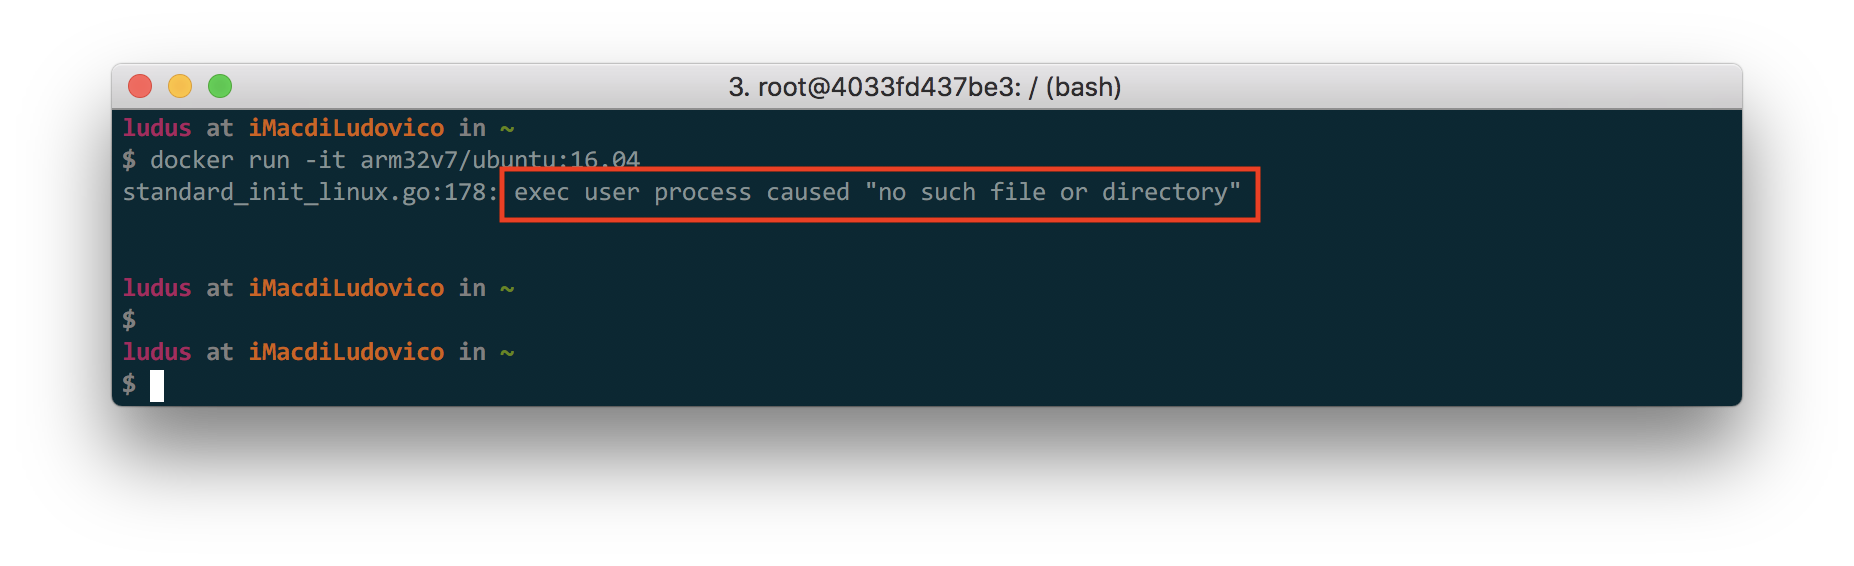 3. root@4033fd437be3: / (bash)
ludus at iMacdiLudovico in ~
$ docker run -it arm32v7/ubuntu:16.04
standard_init_linux.go:178: exec user process caused "no such file or directory"
ludus at iMacdiLudovico in ~
$
ludus at iMacdiLudovico in ~
$